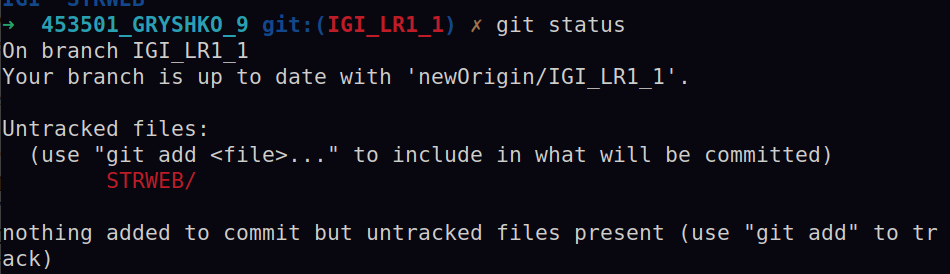 IGI STRWEB
→ 453501_GRYSHKO_9 git:(IGI_LR1_1) ✗ git status
On branch IGI_LR1_1
Your branch is up to date with 'newOrigin/IGI_LR1_1'.
Untracked files:
(use "git add <file>..." to include in what will be committed)
STRWEB/
nothing added to commit but untracked files present (use "git add" to tr
ack)